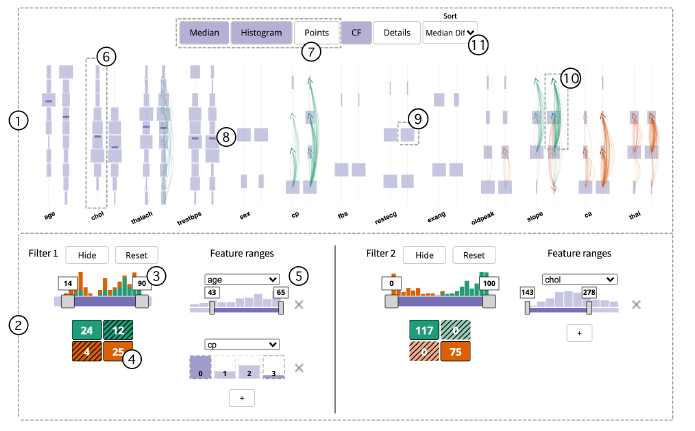 Sort
Median Histogram Points CF Details Median Dif
7 11
6 10
1 8 9
age chol thalach trestbps sex cp fbs restecg exang oldpeak slope ca thal
Filter 1 Hide Reset Feature ranges Filter 2 Hide Reset Feature ranges
14 90 3 age 5 0 100 chol
43 65 143 278
2 24 12 117 0 +
4 25 4 cp 0 75
0 1 2 3
+